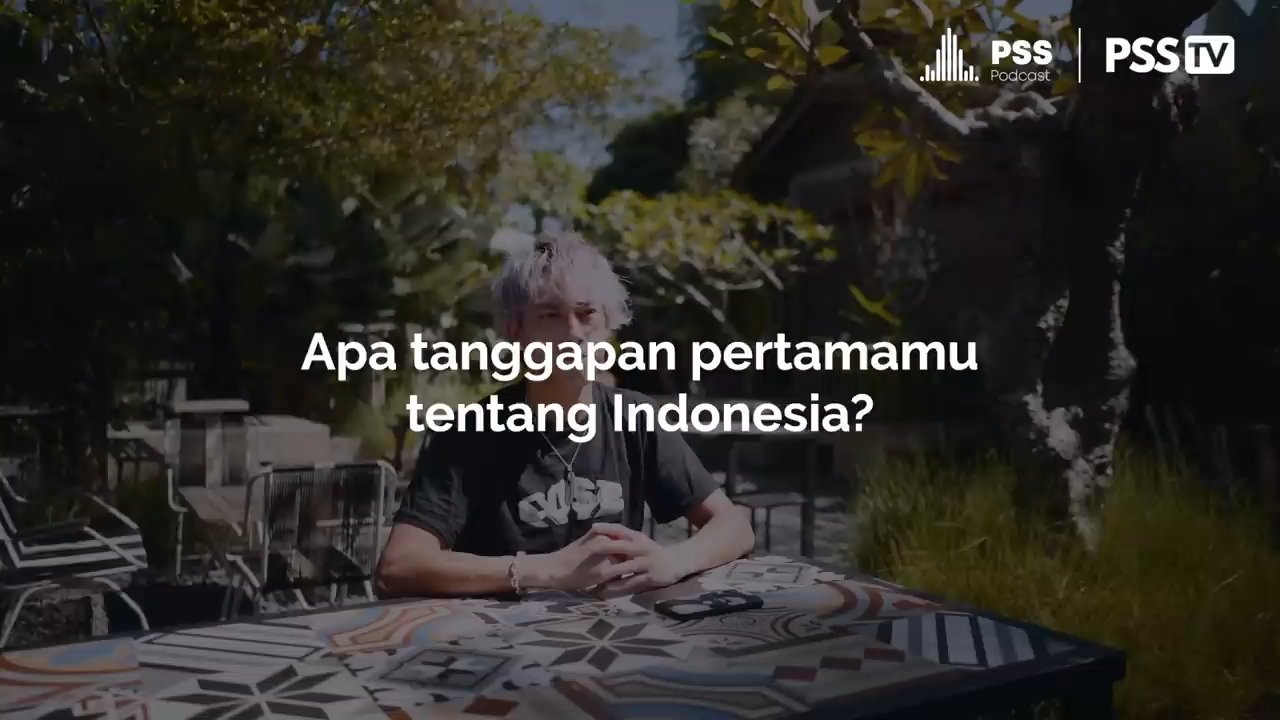 PSS
Podcast
PSS TV
Apa tanggapan pertamamu
tentang Indonesia?